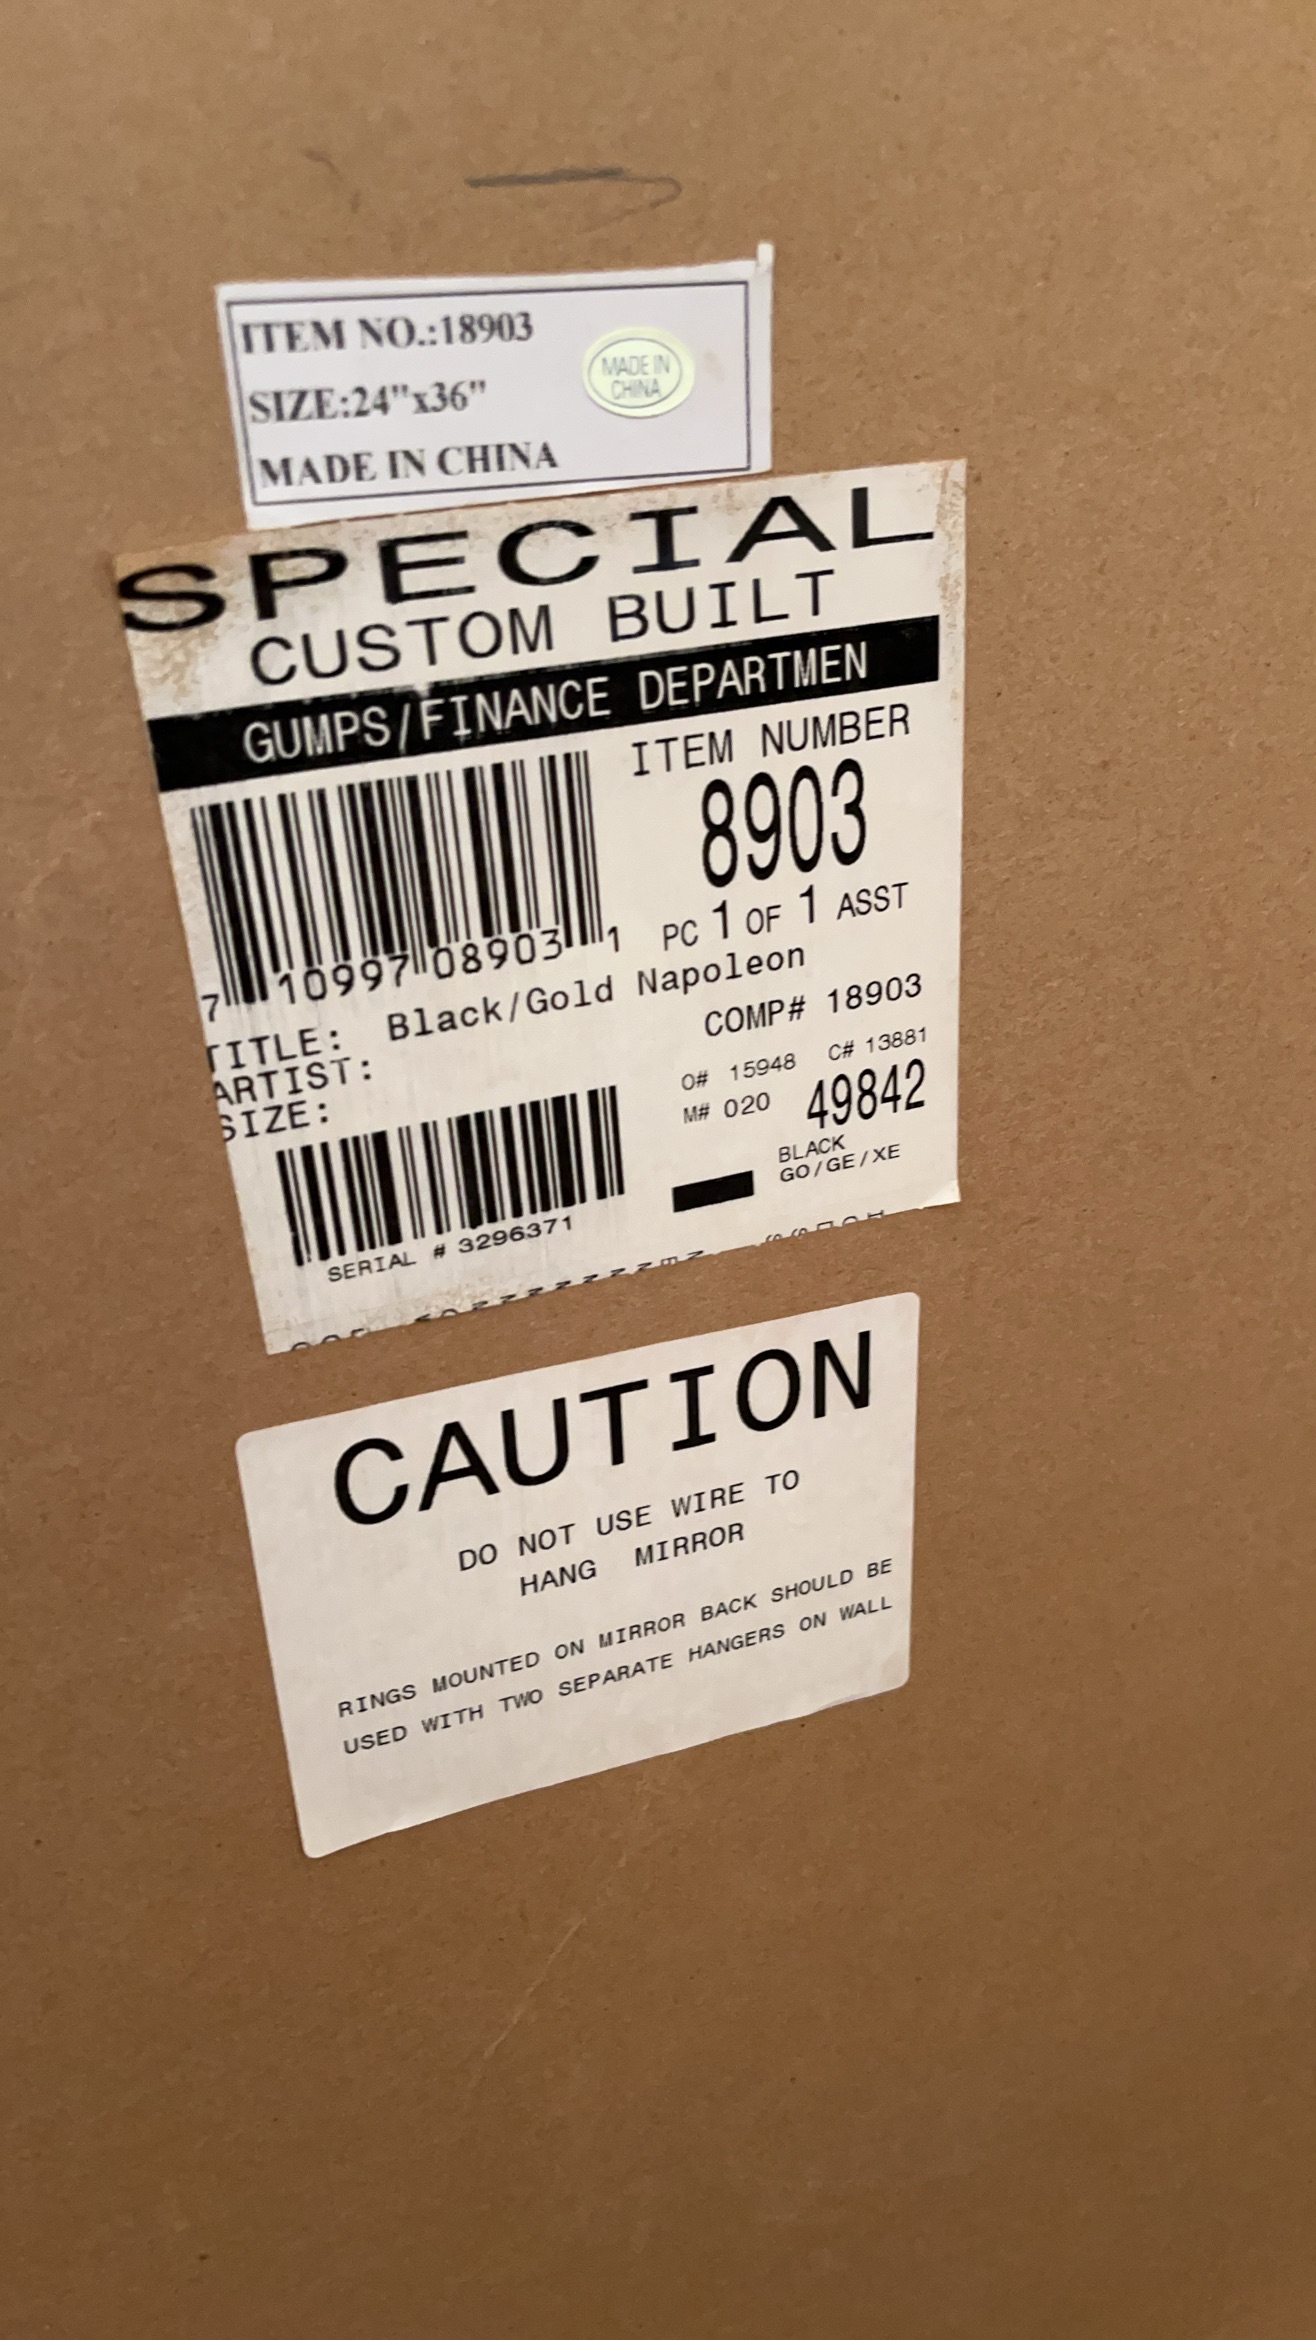 ITEM NO.:18903
SIZE:24"x36"
MADE IN CHINA
MADE IN
CHINA
SPECIAL
CUSTOM BUILT
GUMPS/FINANCE DEPARTMEN
ITEM NUMBER
8903
PC 1 OF 1 ASST
7 10997 08903 1
TITLE: Black/Gold Napoleon
ARTIST:
SIZE:
COMP# 18903
O# 15948 C# 13881
M# 020 49842
BLACK
GO/GE/XE
SERIAL # 3296371
CAUTION
DO NOT USE WIRE TO
HANG MIRROR
RINGS MOUNTED ON MIRROR BACK SHOULD BE
USED WITH TWO SEPARATE HANGERS ON WALL